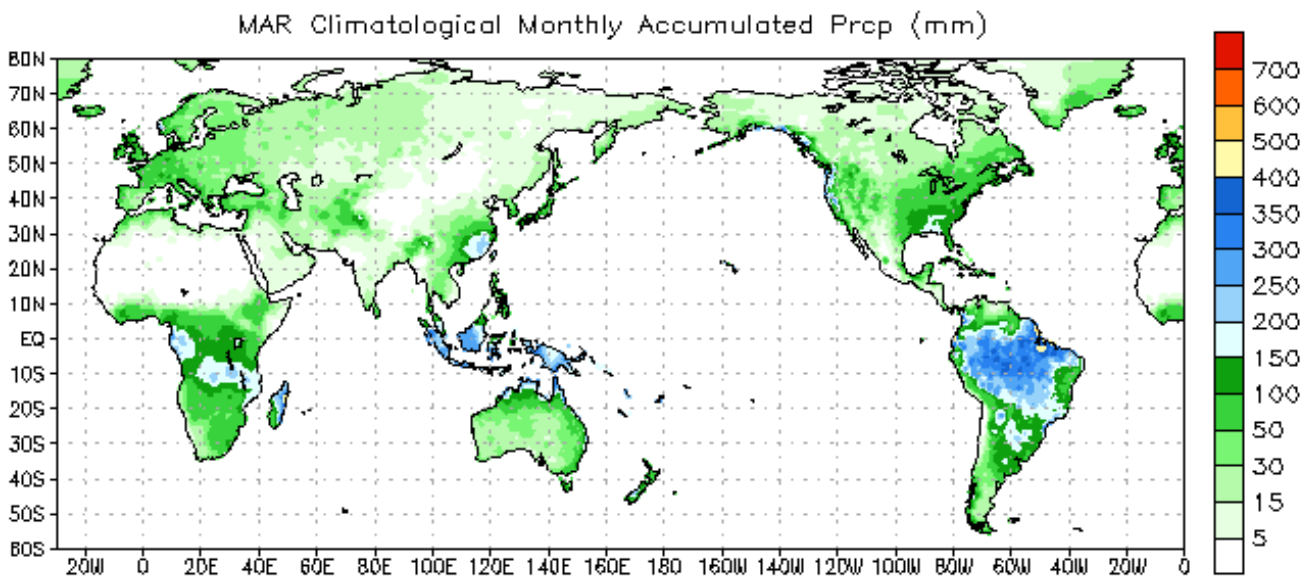 MAR Climatological Monthly Accumulated Prcp (mm)
80N
70N
60N
50N
40N
30N
20N
10N
EQ
10S
20S
30S
40S
50S
60S
20W 0 20E 40E 60E 80E 100E 120E 140E 160E 180 160W 140W 120W 100W 80W 60W 40W 20W 0
700
600
500
400
350
300
250
200
150
100
50
30
15
5